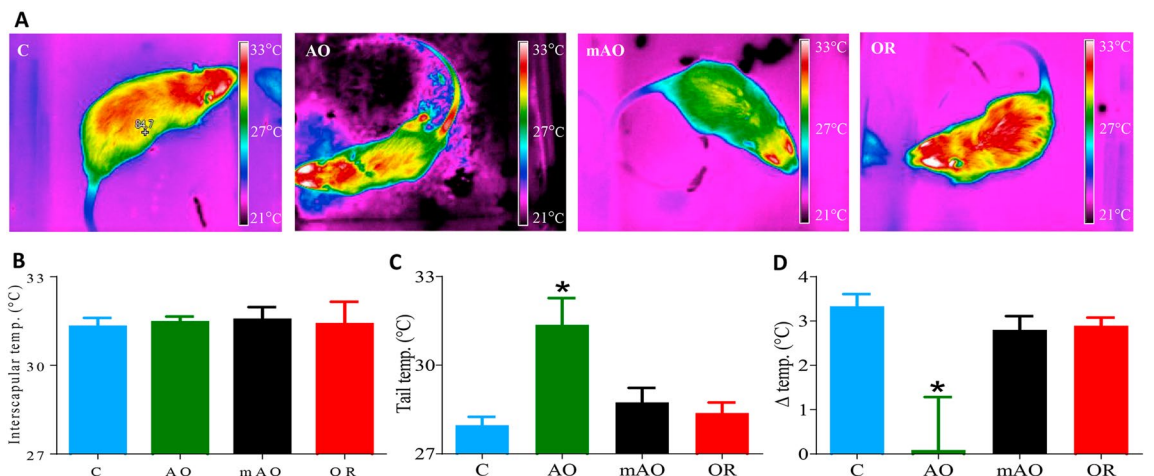 A
C
33°C
27°C
21°C
84.7
AO
33°C
27°C
21°C
mAO
33°C
27°C
21°C
OR
33°C
27°C
21°C
B
Interscapular temp. (°C)
33
30
27
C
AO
mAO
OR
C
Tail temp. (°C)
33
30
27
*
C
AO
mAO
OR
D
Δ temp. (°C)
4
3
2
1
0
*
C
AO
mAO
OR